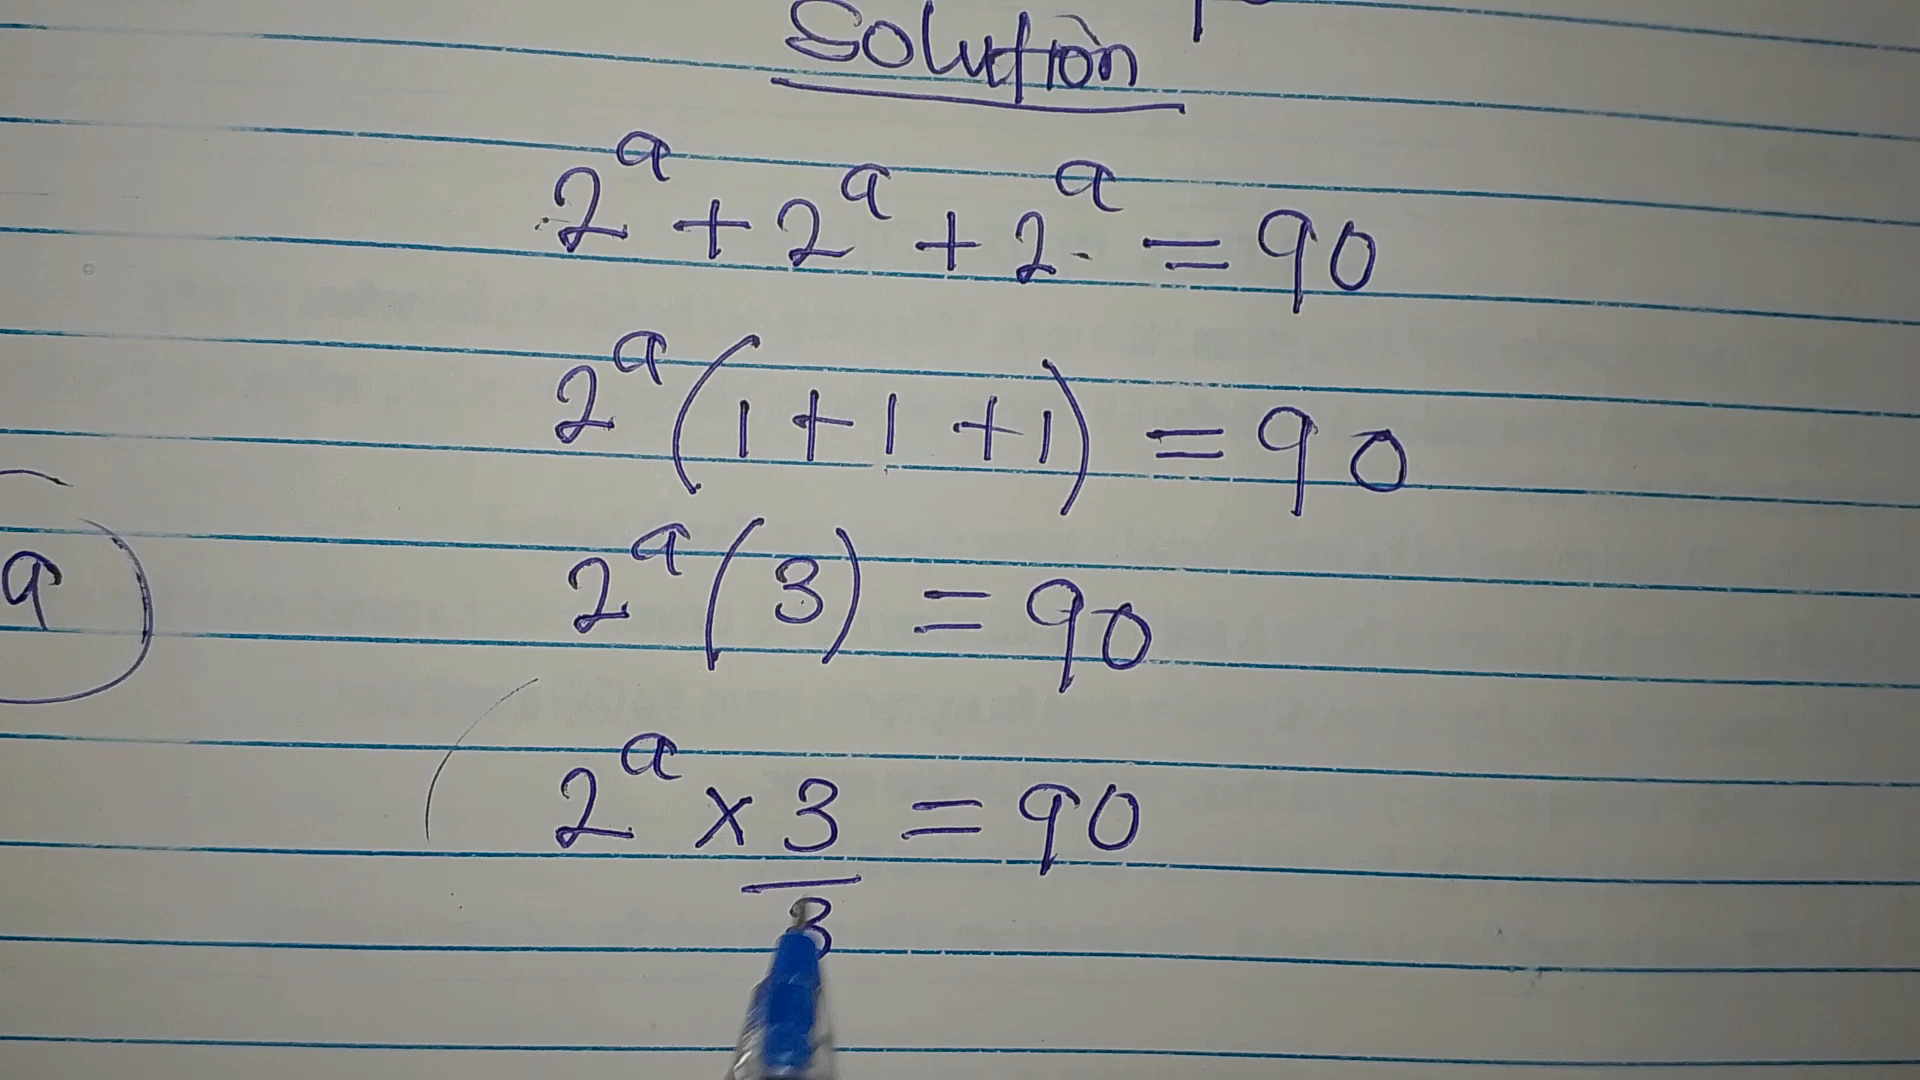 Solution
2^a + 2^a + 2^a = 90
2^a (1 + 1 + 1) = 90
a
2^a (3) = 90
2^a × 3 = 90
3